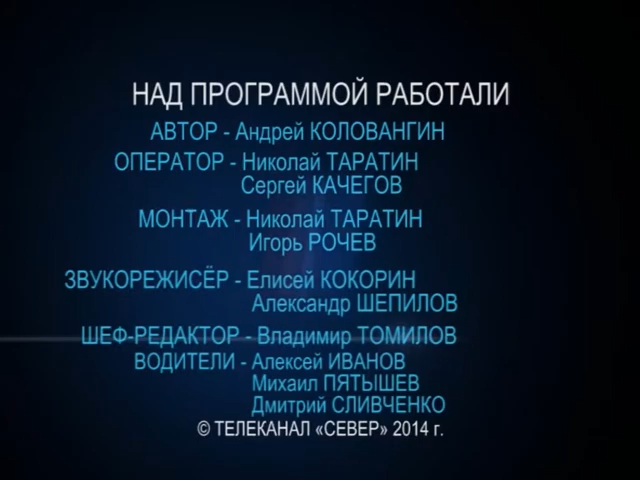 НАД ПРОГРАММОЙ РАБОТАЛИ
АВТОР - Андрей КОЛОВАНГИН
ОПЕРАТОР - Николай ТАРАТИН
Сергей КАЧЕГОВ
МОНТАЖ - Николай ТАРАТИН
Игорь РОЧЕВ
ЗВУКОРЕЖИСЁР - Елисей КОКОРИН
Александр ШЕПИЛОВ
ШЕФ-РЕДАКТОР - Владимир ТОМИЛОВ
ВОДИТЕЛИ - Алексей ИВАНОВ
Михаил ПЯТЫШЕВ
Дмитрий СЛИВЧЕНКО
© ТЕЛЕКАНАЛ «СЕВЕР» 2014 г.